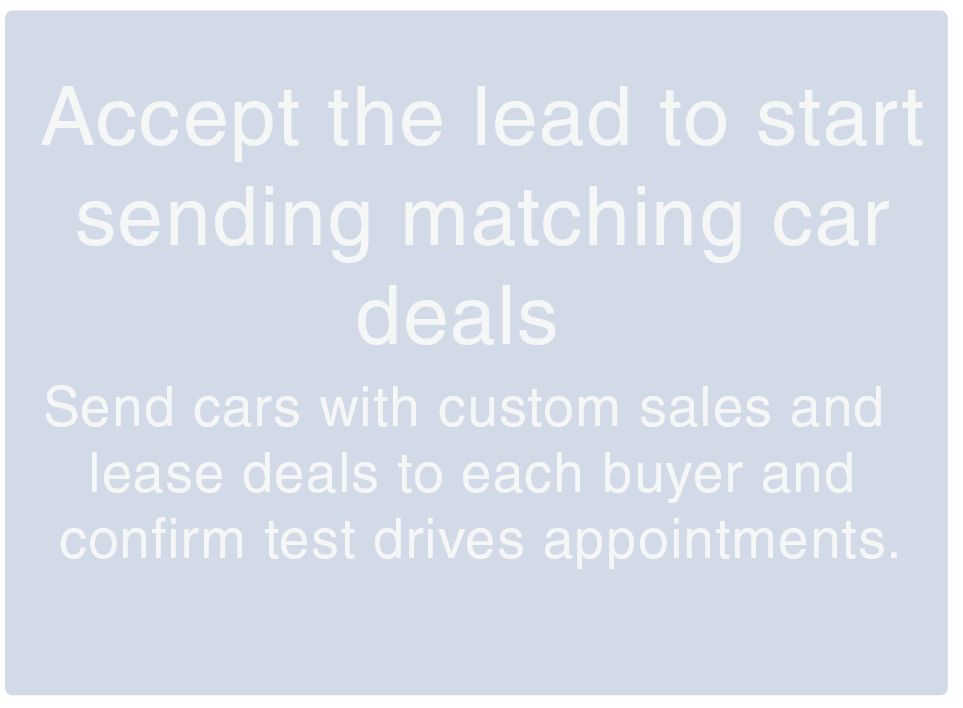 Accept the lead to start
sending matching car
deals
Send cars with custom sales and
lease deals to each buyer and
confirm test drives appointments.